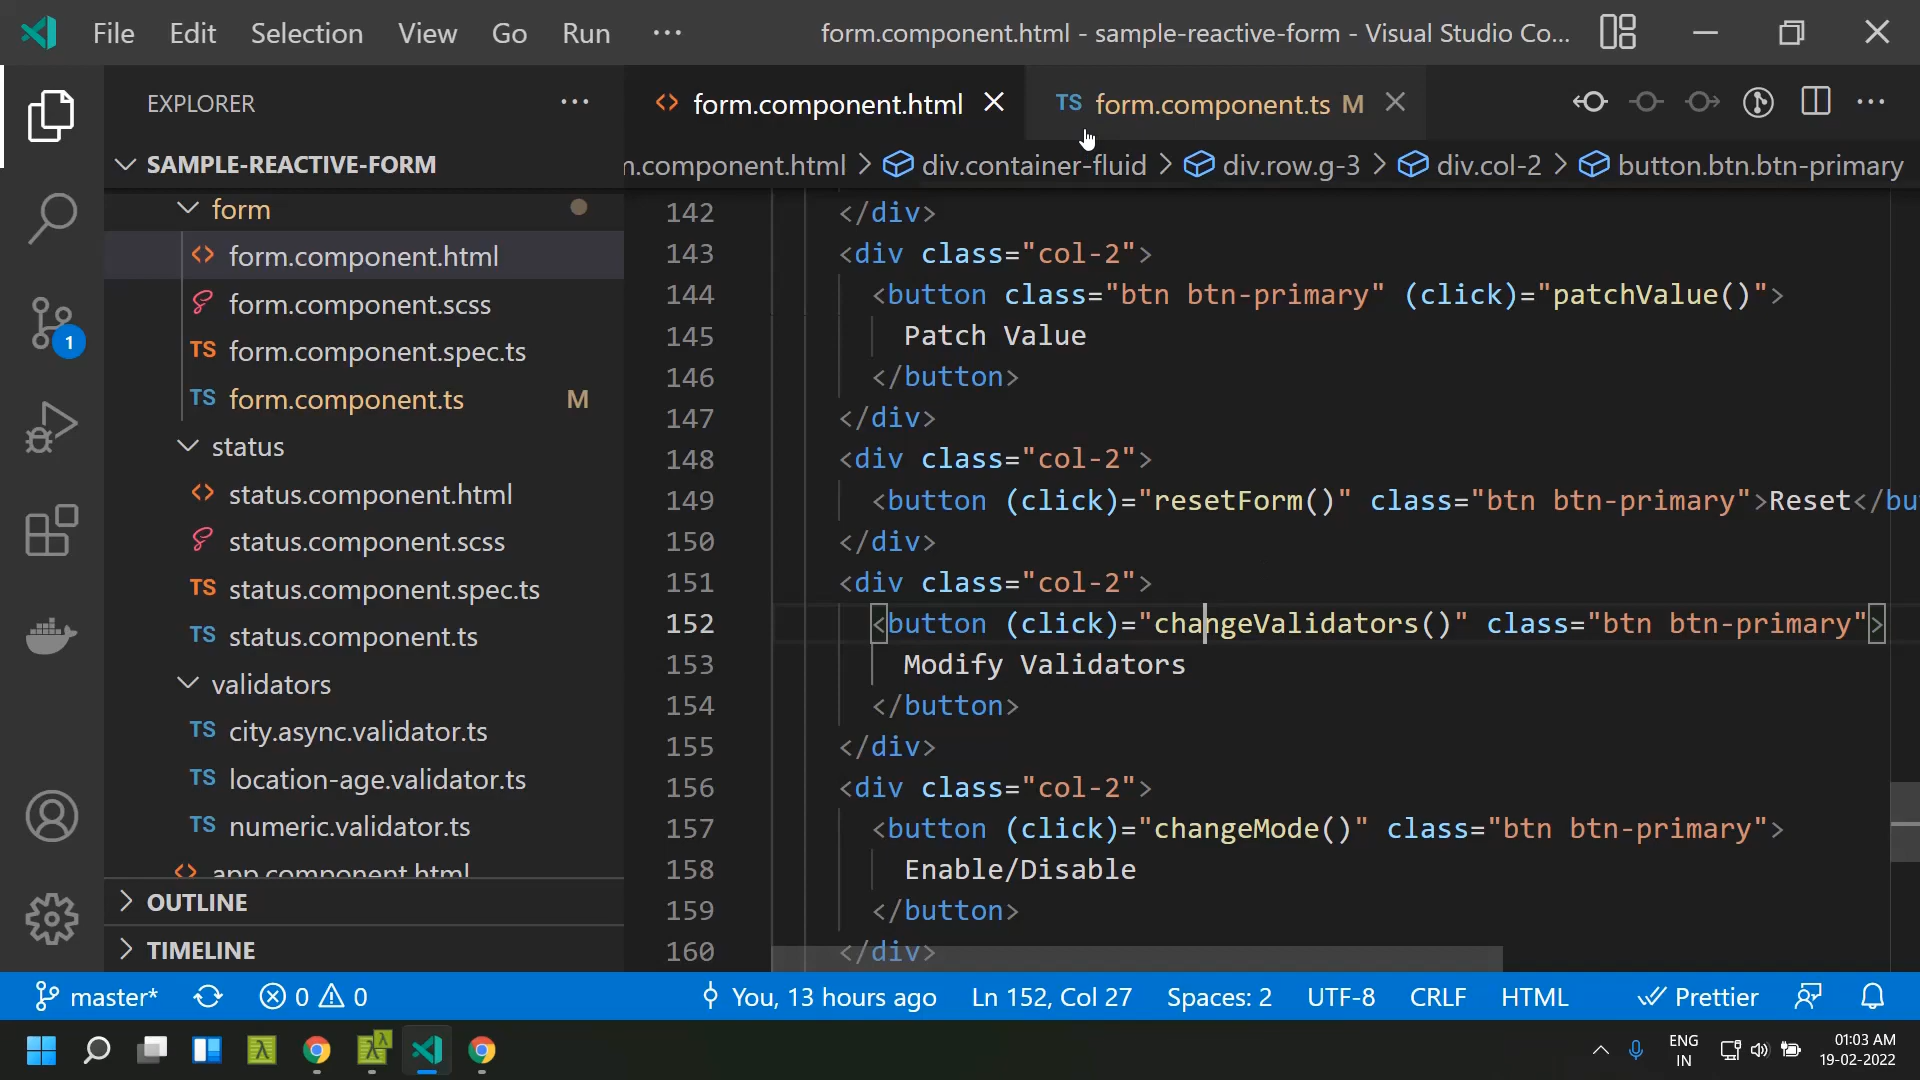 File Edit Selection View Go Run ···
form.component.html - sample-reactive-form - Visual Studio Co...
EXPLORER ···
SAMPLE-REACTIVE-FORM
form
<> form.component.html
form.component.scss
TS form.component.spec.ts
TS form.component.ts M
status
<> status.component.html
status.component.scss
TS status.component.spec.ts
TS status.component.ts
validators
TS city.async.validator.ts
TS location-age.validator.ts
TS numeric.validator.ts
<> app.component.html
OUTLINE
TIMELINE
1
<> form.component.html
TS form.component.ts M
m.component.html > div.container-fluid > div.row.g-3 > div.col-2 > button.btn.btn-primary
142 </div>
143 <div class="col-2">
144 <button class="btn btn-primary" (click)="patchValue()">
145 Patch Value
146 </button>
147 </div>
148 <div class="col-2">
149 <button (click)="resetForm()" class="btn btn-primary">Reset</bu
150 </div>
151 <div class="col-2">
152 <button (click)="changeValidators()" class="btn btn-primary">
153 Modify Validators
154 </button>
155 </div>
156 <div class="col-2">
157 <button (click)="changeMode()" class="btn btn-primary">
158 Enable/Disable
159 </button>
160 </div>
master* 0 0 You, 13 hours ago Ln 152, Col 27 Spaces: 2 UTF-8 CRLF HTML Prettier
ENG
IN
01:03 AM
19-02-2022